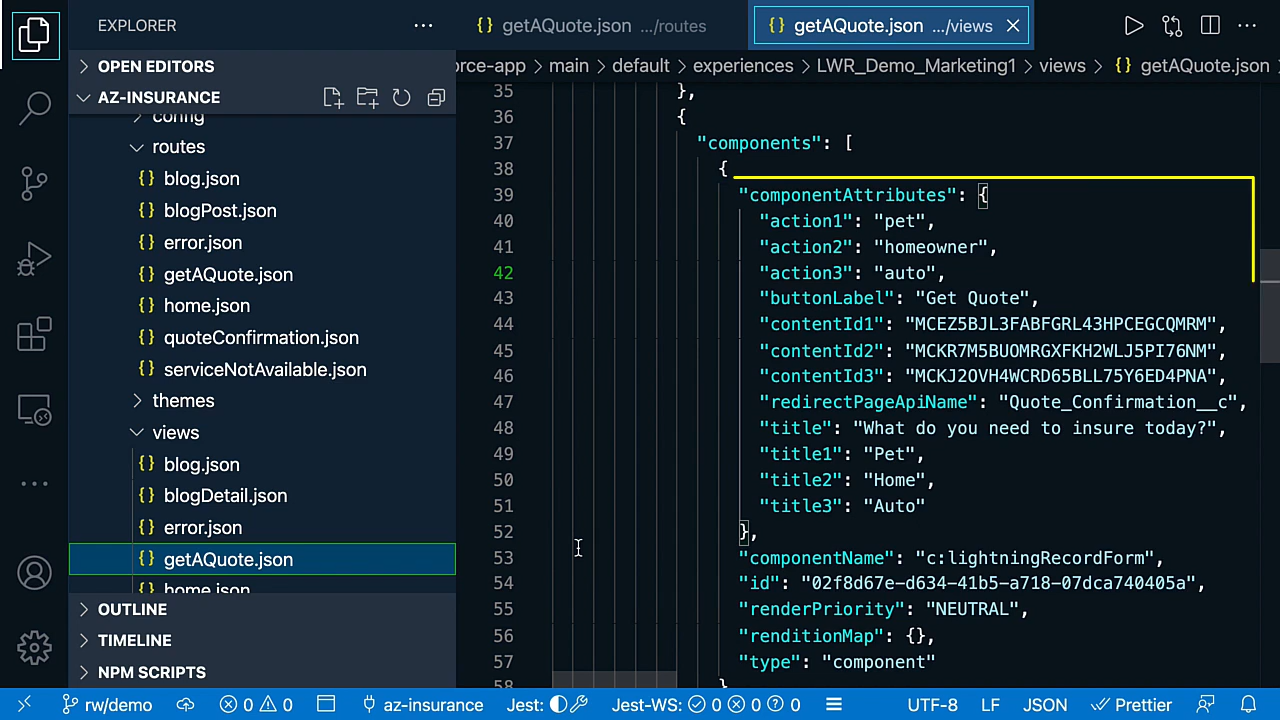 EXPLORER
OPEN EDITORS
AZ-INSURANCE
config
routes
blog.json
blogPost.json
error.json
getAQuote.json
home.json
quoteConfirmation.json
serviceNotAvailable.json
themes
views
blog.json
blogDetail.json
error.json
getAQuote.json
home.json
OUTLINE
TIMELINE
NPM SCRIPTS
{} getAQuote.json .../routes
{} getAQuote.json .../views
orce-app > main > default > experiences > LWR_Demo_Marketing1 > views > {} getAQuote.json
35 },
36 {
37 "components": [
38 {
39 "componentAttributes": {
40 "action1": "pet",
41 "action2": "homeowner",
42 "action3": "auto",
43 "buttonLabel": "Get Quote",
44 "contentId1": "MCEZ5BJL3FABFGRL43HPCEGCQMRM",
45 "contentId2": "MCKR7M5BUOMRGXFKH2WLJ5PI76NM",
46 "contentId3": "MCKJ2OVH4WCRD65BLL75Y6ED4PNA",
47 "redirectPageApiName": "Quote_Confirmation__c",
48 "title": "What do you need to insure today?",
49 "title1": "Pet",
50 "title2": "Home",
51 "title3": "Auto"
52 },
53 "componentName": "c:lightningRecordForm",
54 "id": "02f8d67e-d634-41b5-a718-07dca740405a",
55 "renderPriority": "NEUTRAL",
56 "renditionMap": {},
57 "type": "component"
58 }
rw/demo 0 0 az-insurance Jest: Jest-WS: 0 0 0 UTF-8 LF JSON Prettier